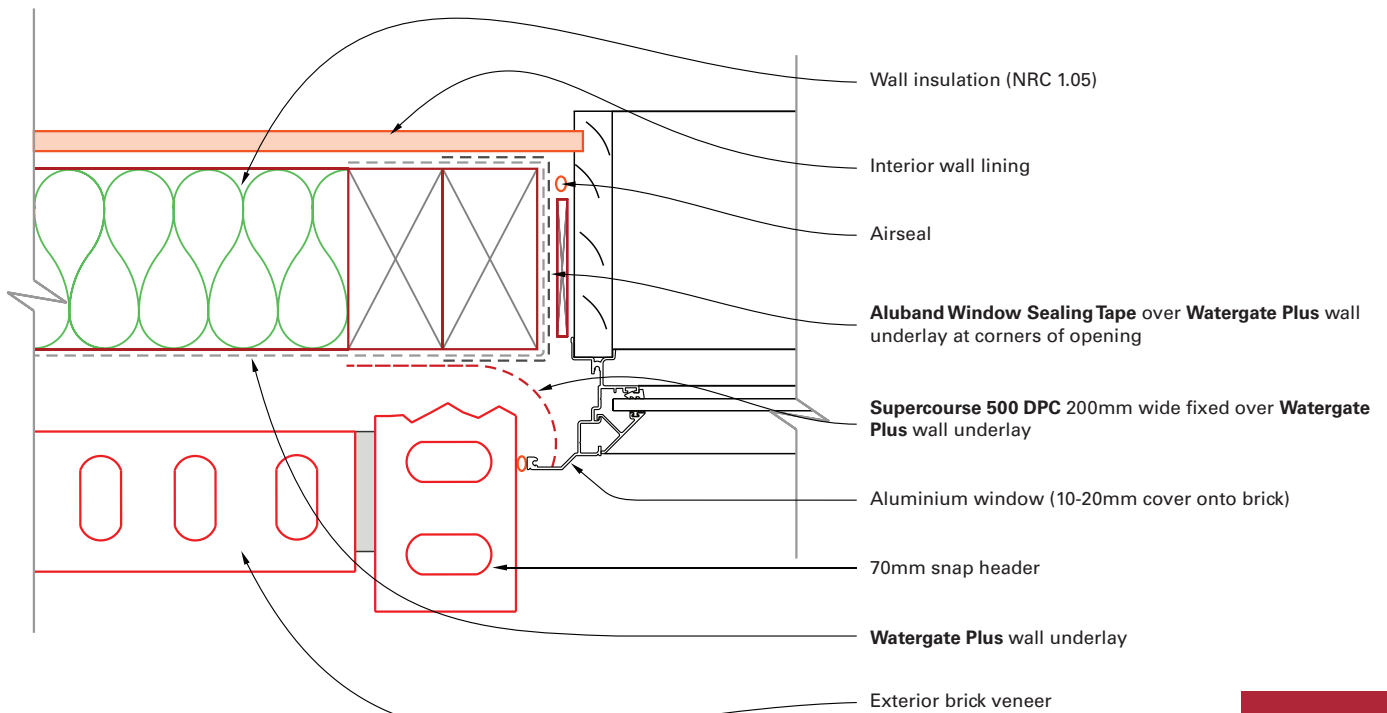 Wall insulation (NRC 1.05)
Interior wall lining
Airseal
Aluband Window Sealing Tape over Watergate Plus wall
underlay at corners of opening
Supercourse 500 DPC 200mm wide fixed over Watergate
Plus wall underlay
Aluminium window (10-20mm cover onto brick)
70mm snap header
Watergate Plus wall underlay
Exterior brick veneer